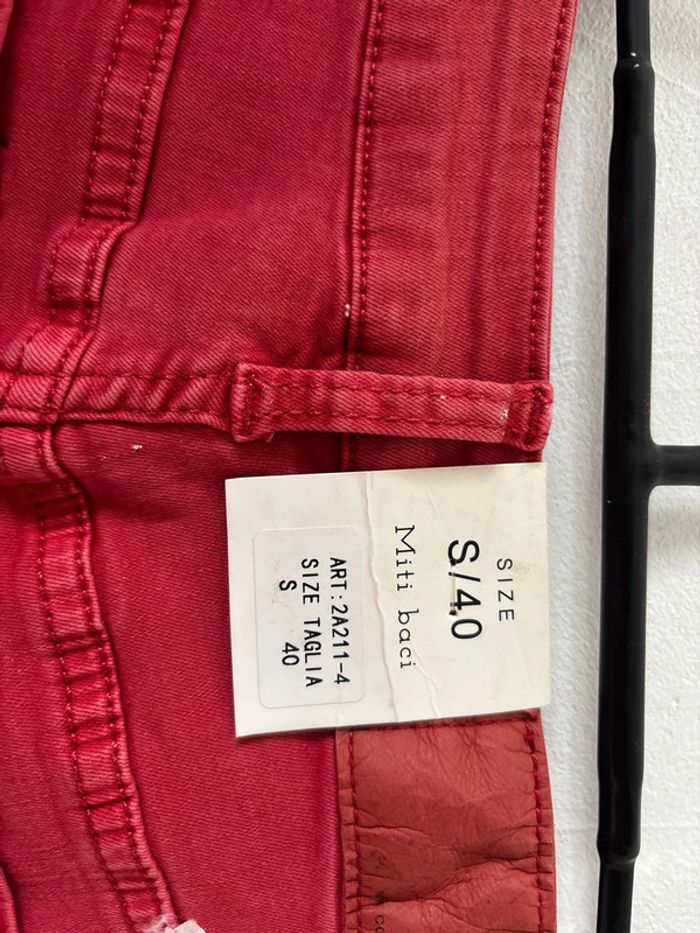 SIZE
S/40
Miti baci
ART:2A211-4
SIZE TAGLIA
S 40